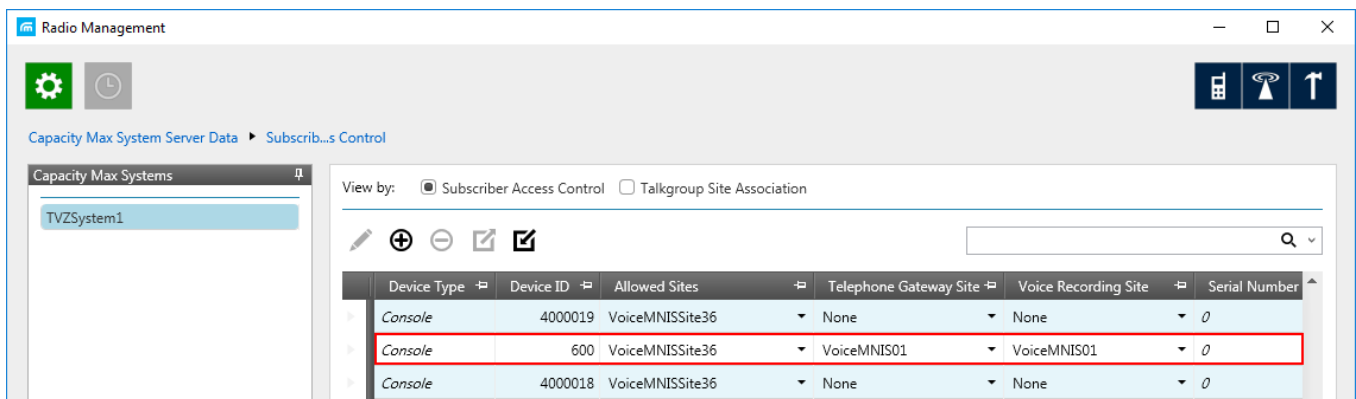 Radio Management
Capacity Max System Server Data Subscrib...s Control
Capacity Max Systems
TVZSystem1
View by: Subscriber Access Control Talkgroup Site Association
Device Type Device ID Allowed Sites Telephone Gateway Site Voice Recording Site Serial Number
Console 4000019 VoiceMNISSite36 None None 0
Console 600 VoiceMNISSite36 VoiceMNIS01 VoiceMNIS01 0
Console 4000018 VoiceMNISSite36 None None 0